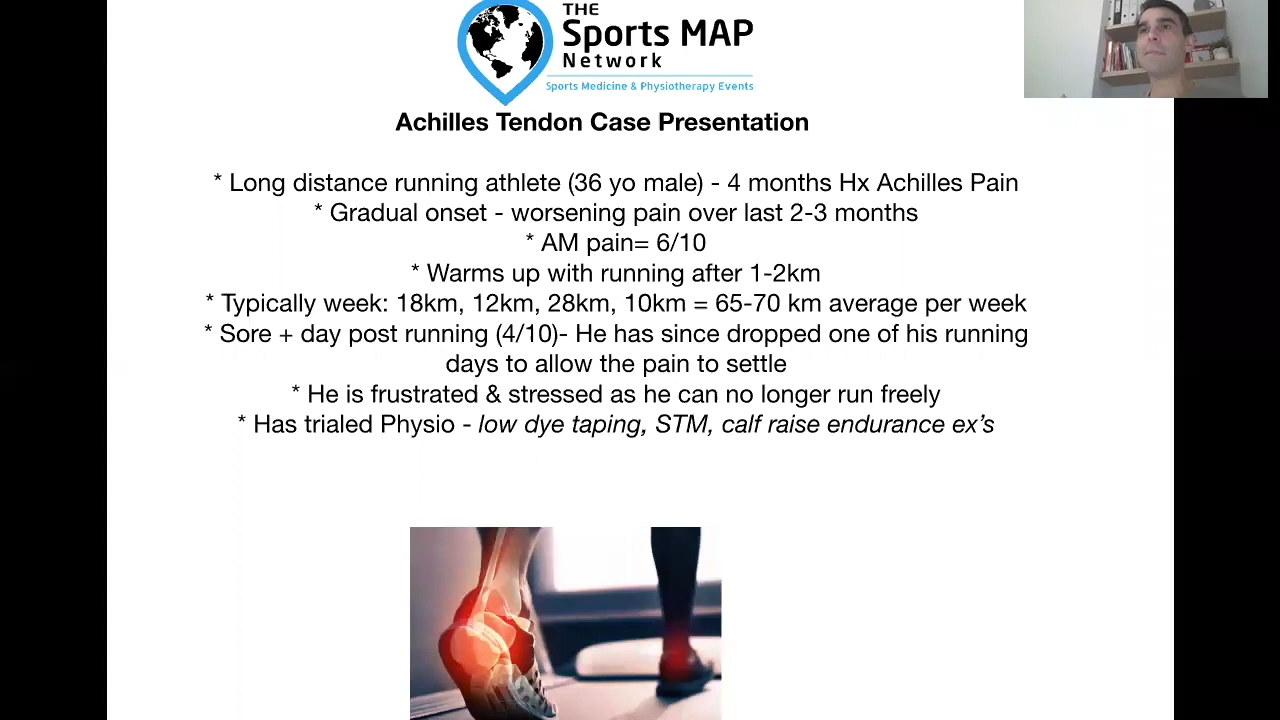 THE
Sports MAP
Network
Sports Medicine & Physiotherapy Events
Achilles Tendon Case Presentation
* Long distance running athlete (36 yo male) - 4 months Hx Achilles Pain
* Gradual onset - worsening pain over last 2-3 months
* AM pain= 6/10
* Warms up with running after 1-2km
* Typically week: 18km, 12km, 28km, 10km = 65-70 km average per week
* Sore + day post running (4/10)- He has since dropped one of his running
days to allow the pain to settle
* He is frustrated & stressed as he can no longer run freely
* Has trialed Physio - low dye taping, STM, calf raise endurance ex's